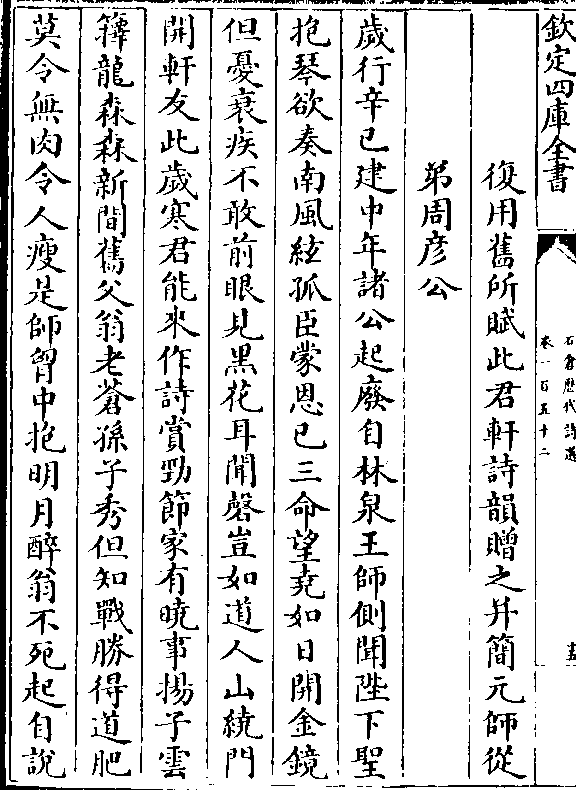 欽定四庫全書
石倉歷代詩選
卷一百五十二
復用舊所賦此君軒詩韻贈之并簡元師從
弟周彥公
歲行辛巳建中年諸公起廢自林泉王師側聞陛下聖
抱琴欲奏南風絃孤臣蒙恩已三命望堯如日開金鏡
但憂衰疾不敢前眼見黑花耳聞磬豈如道人山繞門
開軒友此歲寒君能來作詩賞勁節家有曉事揚子雲
籜龍森森新間舊父翁老蒼孫子秀但知戰勝得道肥
莫令無肉令人瘦是師胷中抱明月醉翁不死起自說